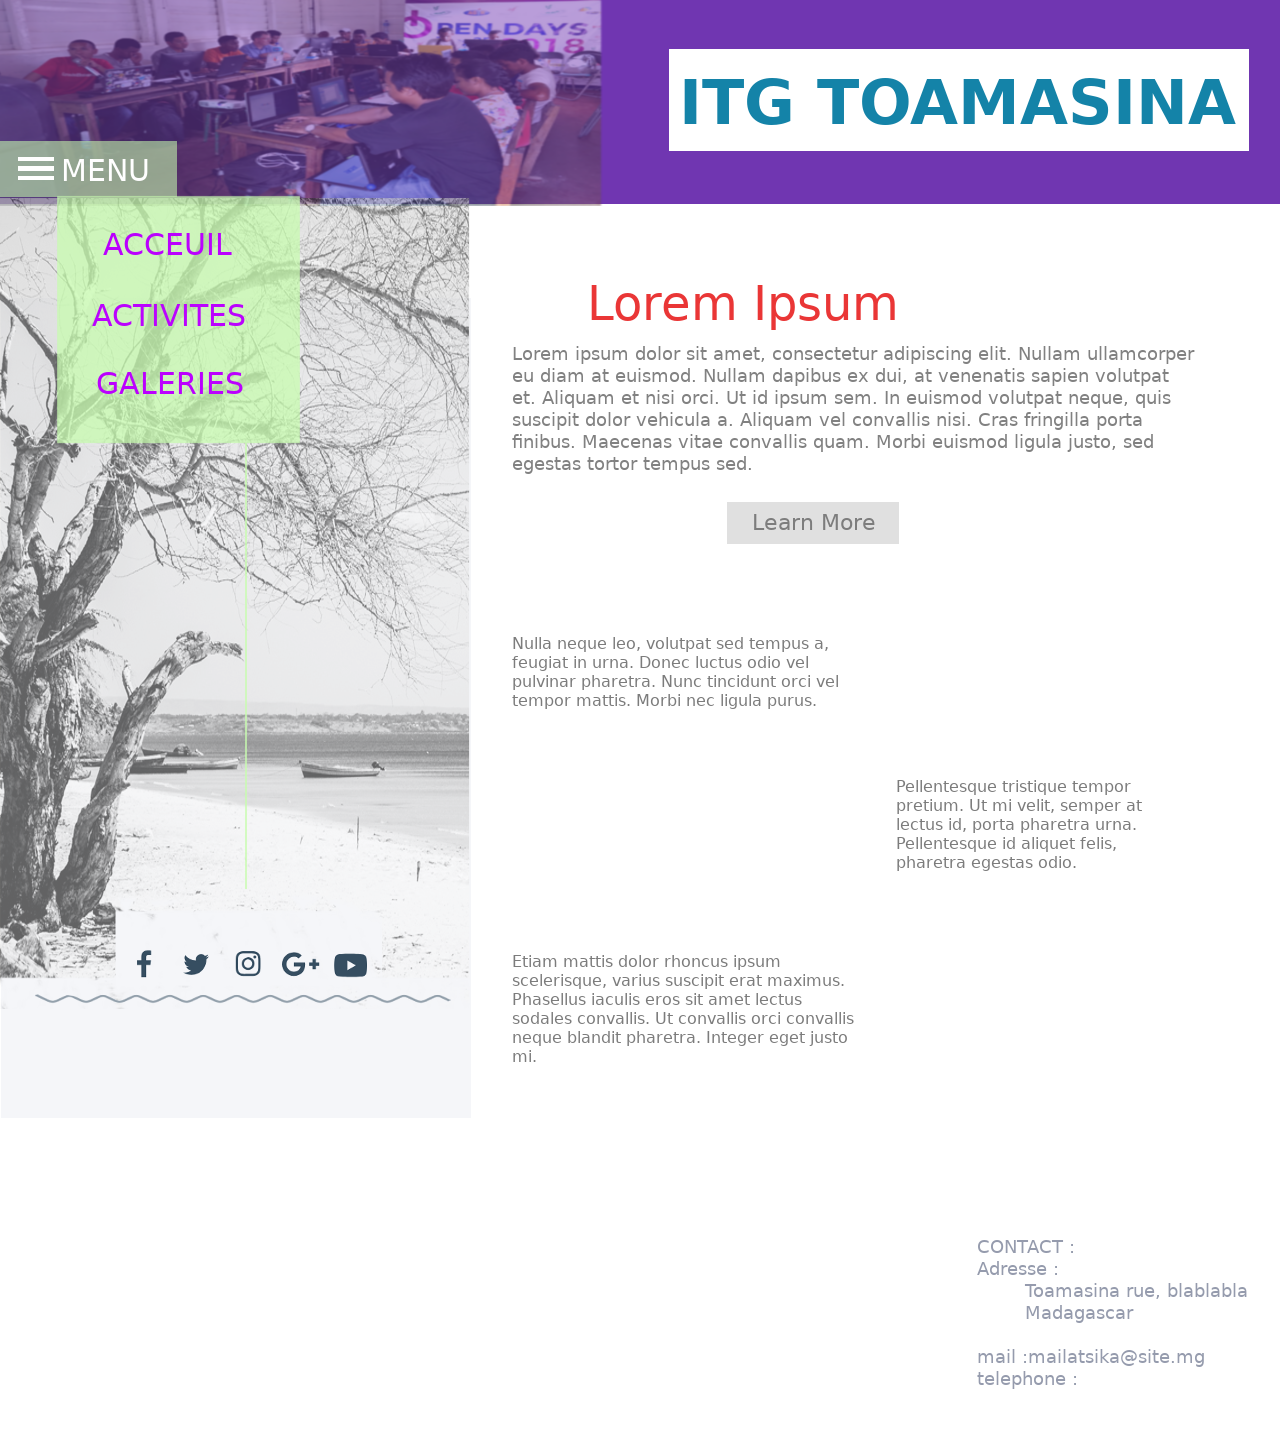 PEN DAYS
2018
ITG TOAMASINA
MENU
ACCEUIL
ACTIVITES
GALERIES
Lorem Ipsum
Lorem ipsum dolor sit amet, consectetur adipiscing elit. Nullam ullamcorper
eu diam at euismod. Nullam dapibus ex dui, at venenatis sapien volutpat
et. Aliquam et nisi orci. Ut id ipsum sem. In euismod volutpat neque, quis
suscipit dolor vehicula a. Aliquam vel convallis nisi. Cras fringilla porta
finibus. Maecenas vitae convallis quam. Morbi euismod ligula justo, sed
egestas tortor tempus sed.
Learn More
Nulla neque leo, volutpat sed tempus a,
feugiat in urna. Donec luctus odio vel
pulvinar pharetra. Nunc tincidunt orci vel
tempor mattis. Morbi nec ligula purus.
Pellentesque tristique tempor
pretium. Ut mi velit, semper at
lectus id, porta pharetra urna.
Pellentesque id aliquet felis,
pharetra egestas odio.
Etiam mattis dolor rhoncus ipsum
scelerisque, varius suscipit erat maximus.
Phasellus iaculis eros sit amet lectus
sodales convallis. Ut convallis orci convallis
neque blandit pharetra. Integer eget justo
mi.
CONTACT :
Adresse :
Toamasina rue, blablabla
Madagascar
mail :mailatsika@site.mg
telephone :